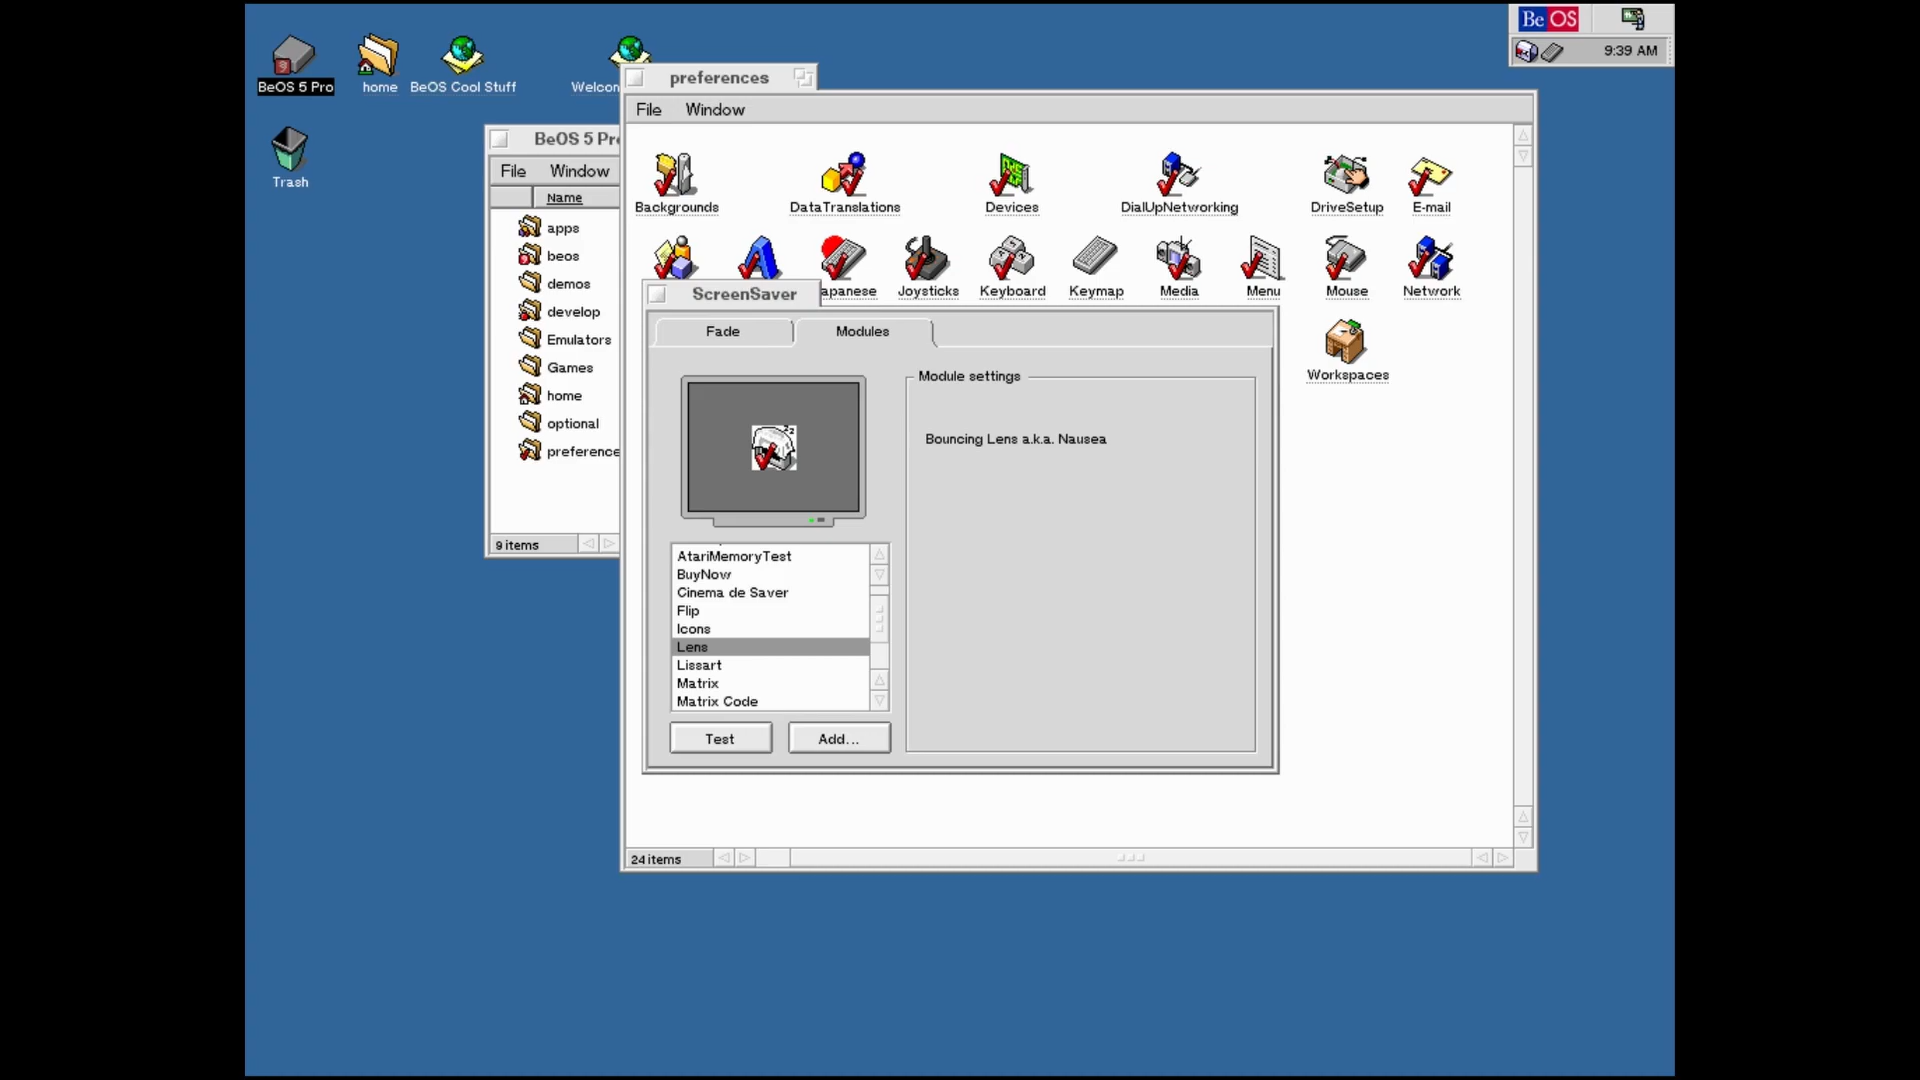 Be OS
9:39 AM
BeOS 5 Pro
home
BeOS Cool Stuff
Welcon
Trash
BeOS 5 Pr
File Window
Name
apps
beos
demos
develop
Emulators
Games
home
optional
preference
9 items
preferences
File Window
Backgrounds
DataTranslations
Devices
DialUpNetworking
DriveSetup
E-mail
apanese
Joysticks
Keyboard
Keymap
Media
Menu
Mouse
Network
Workspaces
24 items
ScreenSaver
Fade
Modules
Module settings
Bouncing Lens a.k.a. Nausea
AtariMemoryTest
BuyNow
Cinema de Saver
Flip
Icons
Lens
Lissart
Matrix
Matrix Code
Test
Add...